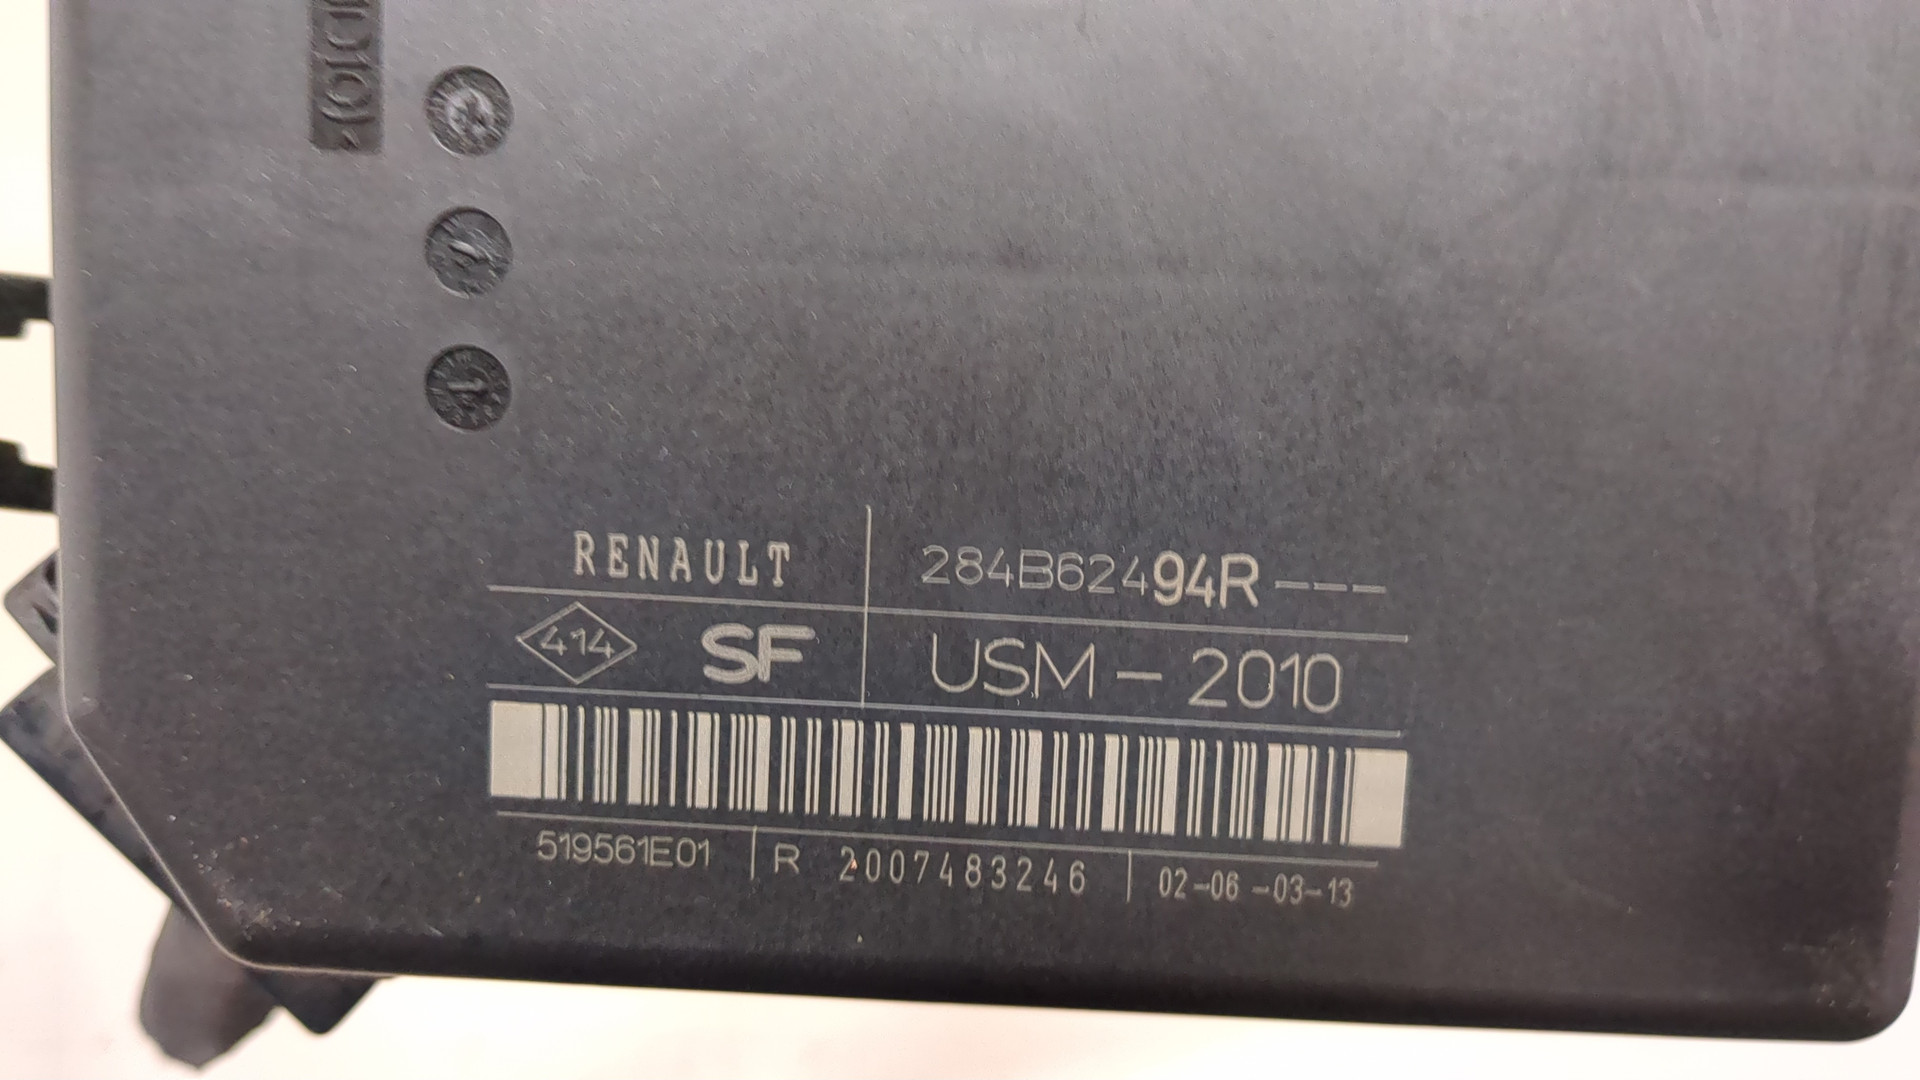 RENAULT 284B62494R---
414 SF USM - 2010
519561E01 R 2007483246 02-06-03-13